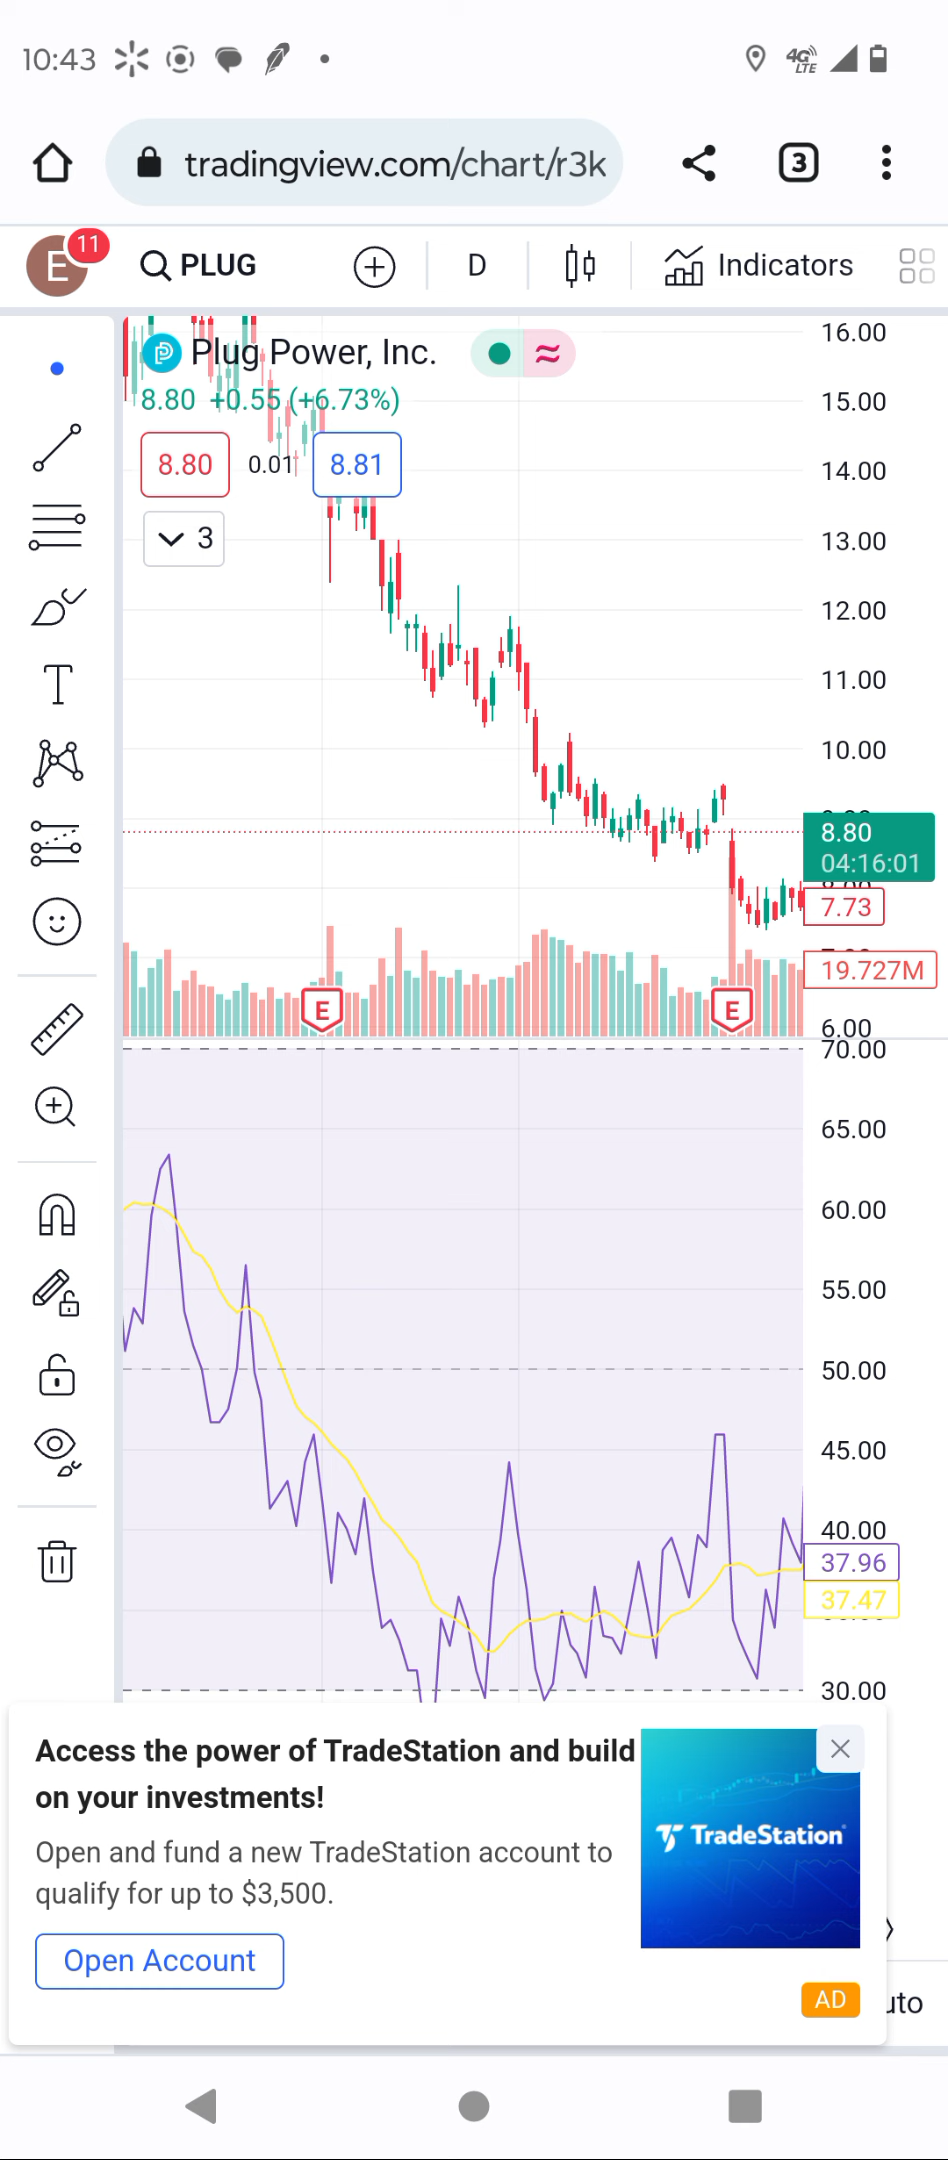 10:43
4G LTE
tradingview.com/chart/r3k
3
E
11
PLUG
D
Indicators
Plug Power, Inc.
8.80 +0.55 (+6.73%)
8.80
0.01
8.81
3
T
16.00
15.00
14.00
13.00
12.00
11.00
10.00
8.80
04:16:01
7.73
19.727M
6.00
E
E
70.00
65.00
60.00
55.00
50.00
45.00
40.00
37.96
37.47
30.00
Access the power of TradeStation and build
on your investments!
Open and fund a new TradeStation account to
qualify for up to $3,500.
Open Account
TradeStation
AD
uto